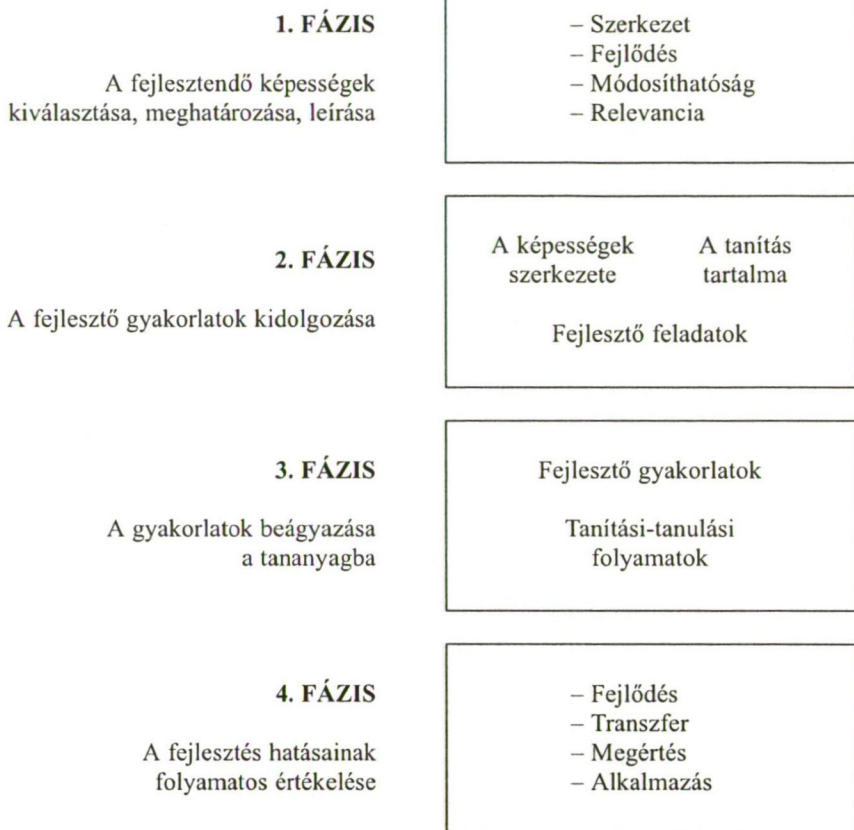 1. FÁZIS
A fejlesztendő képességek
kiválasztása, meghatározása, leírása
– Szerkezet
– Fejlődés
– Módosíthatóság
– Relevancia
2. FÁZIS
A fejlesztő gyakorlatok kidolgozása
A képességek
szerkezete
A tanítás
tartalma
Fejlesztő feladatok
3. FÁZIS
A gyakorlatok beágyazása
a tananyagba
Fejlesztő gyakorlatok
Tanítási-tanulási
folyamatok
4. FÁZIS
A fejlesztés hatásainak
folyamatos értékelése
– Fejlődés
– Transzfer
– Megértés
– Alkalmazás